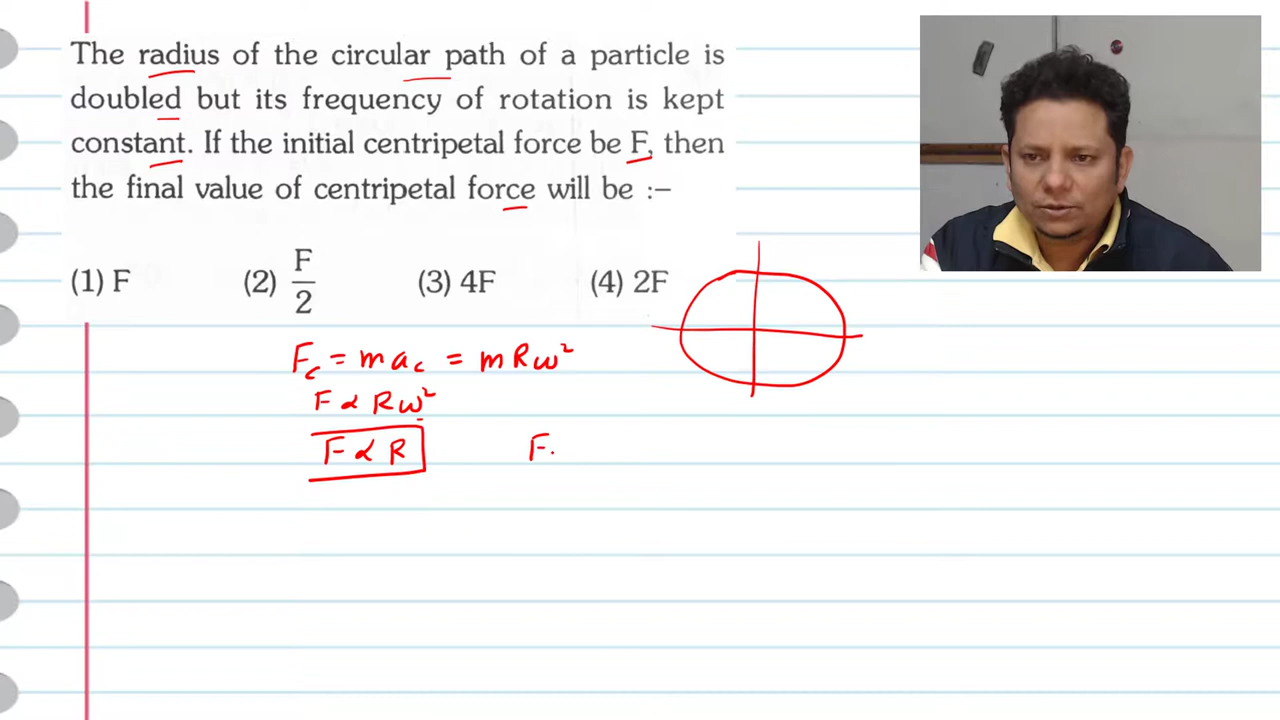 The radius of the circular path of a particle is
doubled but its frequency of rotation is kept
constant. If the initial centripetal force be F, then
the final value of centripetal force will be :–
(1) F (2) F/2 (3) 4F (4) 2F
F_c = m a_c = m R ω²
F ∝ R ω²
F ∝ R F.